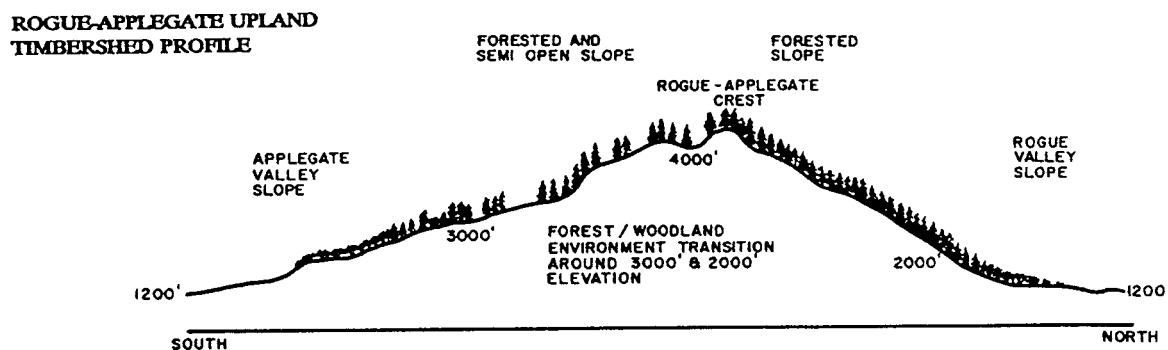 ROGUE-APPLEGATE UPLAND
TIMBERSHED PROFILE
FORESTED AND
SEMI OPEN SLOPE
FORESTED
SLOPE
ROGUE - APPLEGATE
CREST
APPLEGATE
VALLEY
SLOPE
ROGUE
VALLEY
SLOPE
4000'
3000'
FOREST / WOODLAND
ENVIRONMENT TRANSITION
AROUND 3000' & 2000'
ELEVATION
2000'
1200'
1200
SOUTH
NORTH